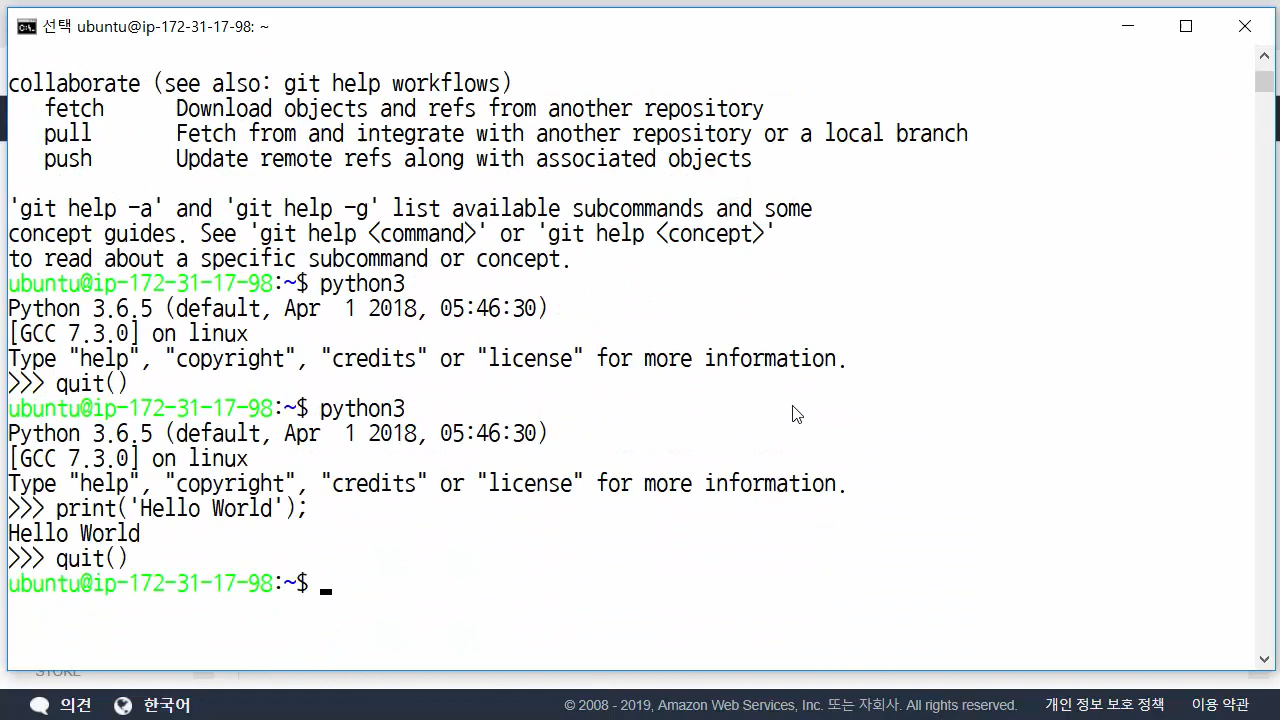 선택 ubuntu@ip-172-31-17-98: ~
collaborate (see also: git help workflows)
   fetch      Download objects and refs from another repository
   pull       Fetch from and integrate with another repository or a local branch
   push       Update remote refs along with associated objects
'git help -a' and 'git help -g' list available subcommands and some
concept guides. See 'git help <command>' or 'git help <concept>'
to read about a specific subcommand or concept.
ubuntu@ip-172-31-17-98:~$ python3
Python 3.6.5 (default, Apr  1 2018, 05:46:30)
[GCC 7.3.0] on linux
Type "help", "copyright", "credits" or "license" for more information.
>>> quit()
ubuntu@ip-172-31-17-98:~$ python3
Python 3.6.5 (default, Apr  1 2018, 05:46:30)
[GCC 7.3.0] on linux
Type "help", "copyright", "credits" or "license" for more information.
>>> print('Hello World');
Hello World
>>> quit()
ubuntu@ip-172-31-17-98:~$
STORE
의견 한국어 © 2008 - 2019, Amazon Web Services, Inc. 또는 자회사. All rights reserved. 개인 정보 보호 정책 이용 약관